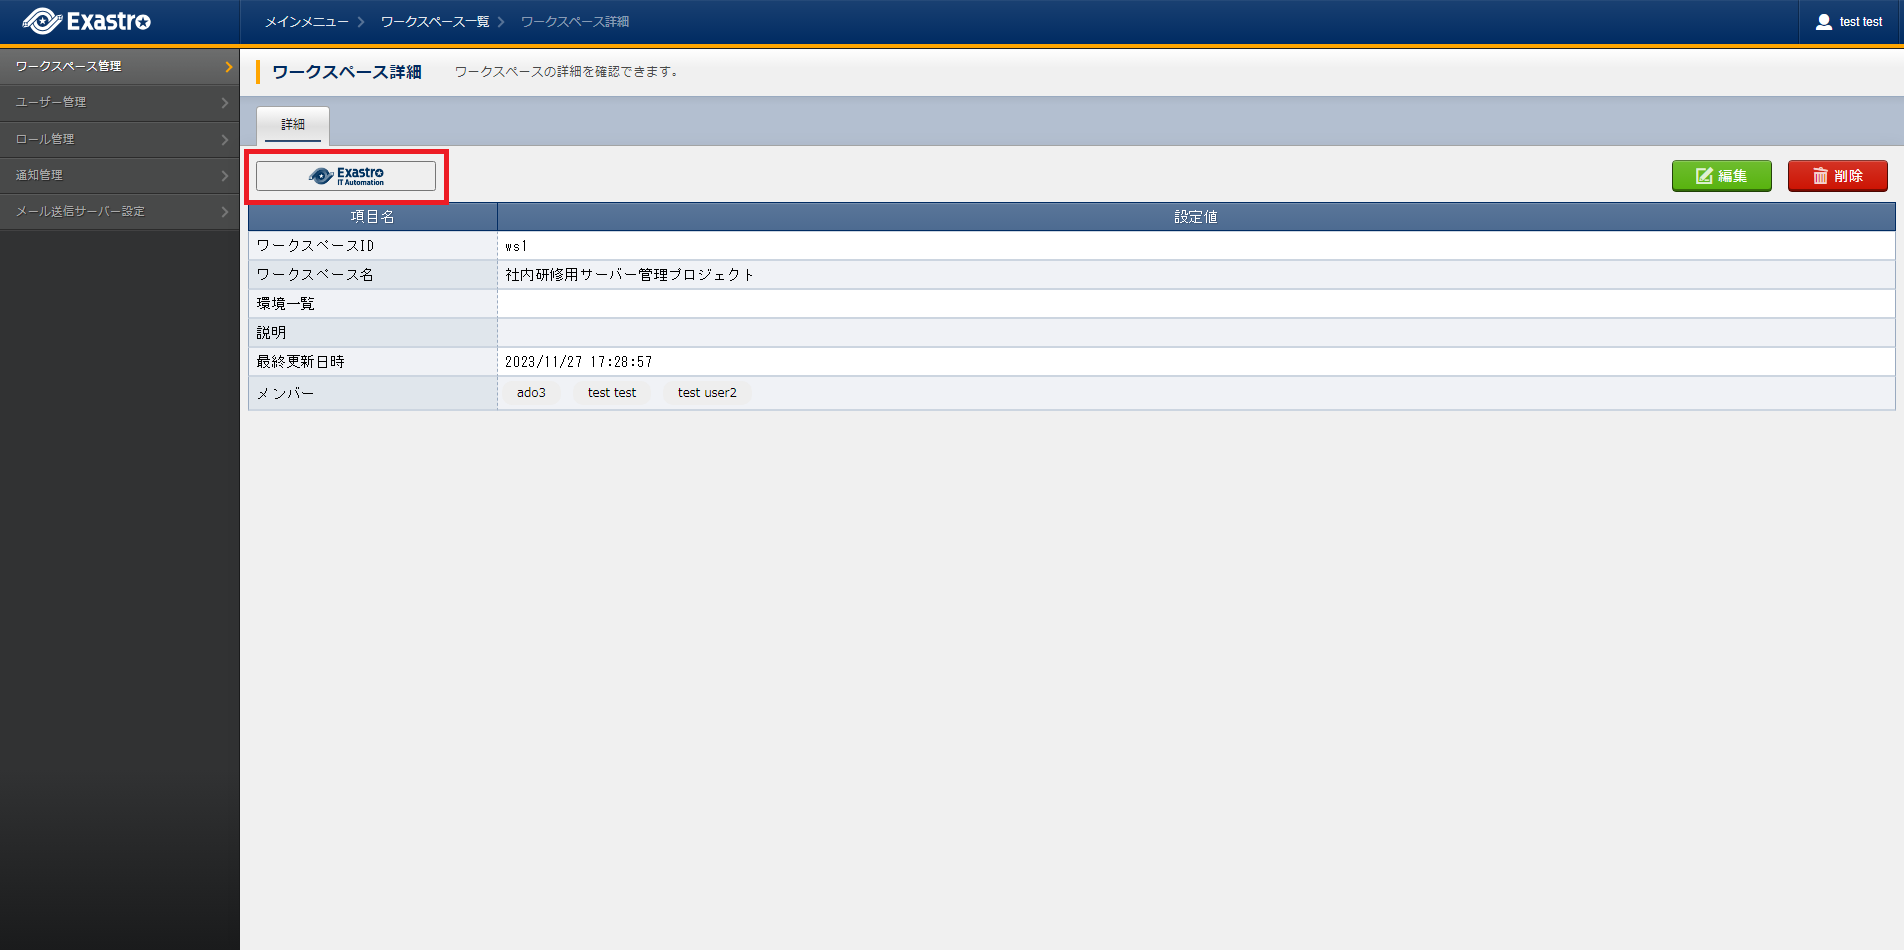 Exastro
メインメニュー ワークスペース一覧 ワークスペース詳細
test test
ワークスペース管理
ユーザー管理
ロール管理
通知管理
メール送信サーバー設定
ワークスペース詳細 ワークスペースの詳細を確認できます。
詳細
Exastro
IT Automation
編集
削除
項目名 設定値
ワークスペースID ws1
ワークスペース名 社内研修用サーバー管理プロジェクト
環境一覧
説明
最終更新日時 2023/11/27 17:28:57
メンバー ado3 test test test user2